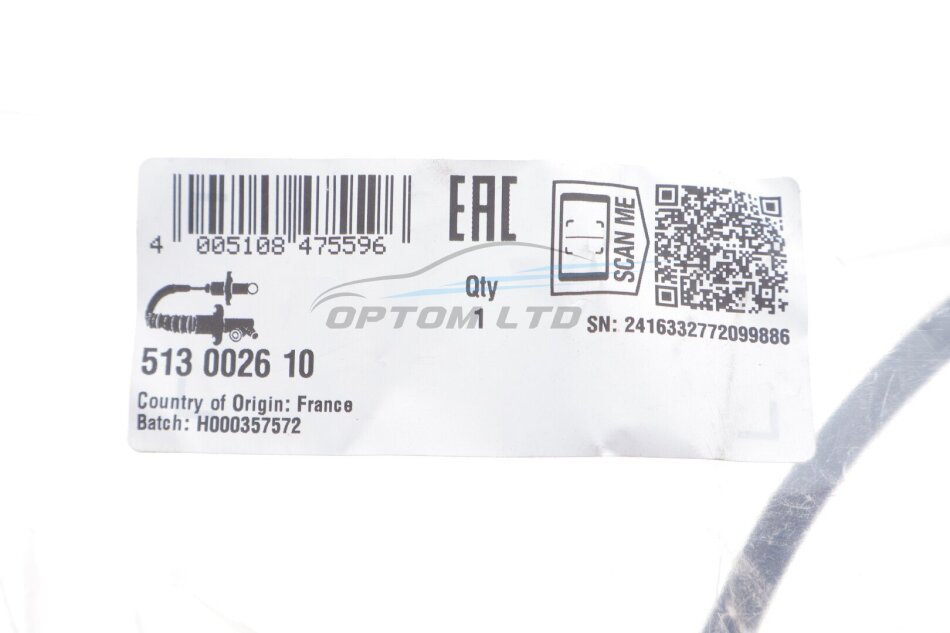 4 005108 475596
EAC
SCAN ME
Qty
1
OPTOM LTD
SN: 2416332772099886
513 0026 10
Country of Origin: France
Batch: H000357572